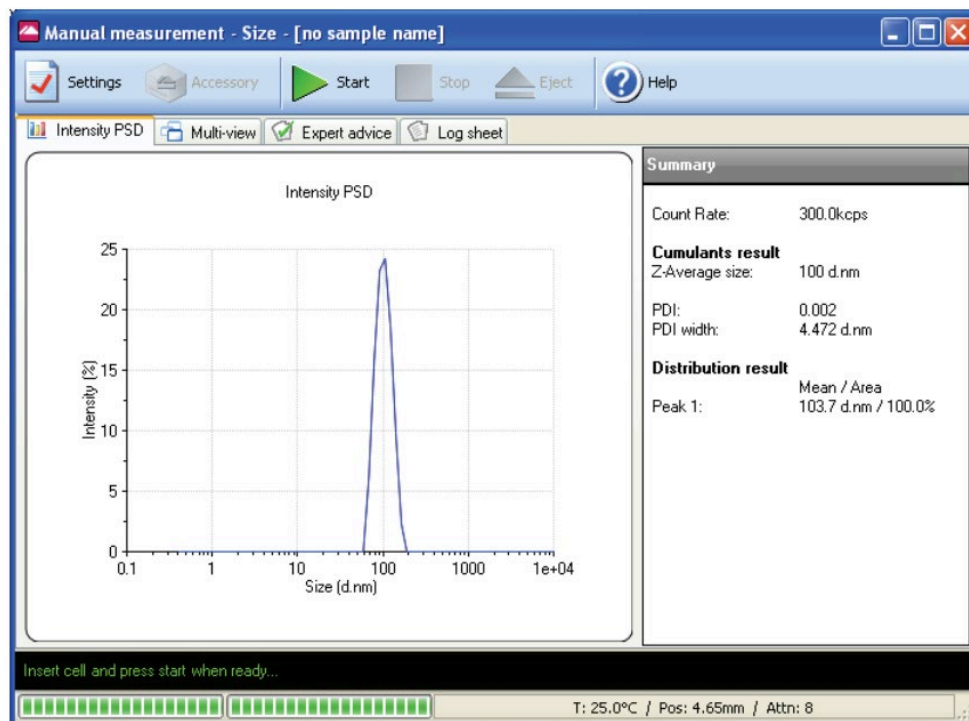 Manual measurement - Size - [no sample name]
Settings Accessory Start Stop Eject Help
Intensity PSD Multi-view Expert advice Log sheet
Intensity PSD
25
20
15
10
5
0
Intensity (%)
0.1 1 10 100 1000 1e+04
Size (d.nm)
Summary
Count Rate: 300.0kcps
Cumulants result
Z-Average size: 100 d.nm
PDI: 0.002
PDI width: 4.472 d.nm
Distribution result
Mean / Area
Peak 1: 103.7 d.nm / 100.0%
Insert cell and press start when ready...
T: 25.0°C / Pos: 4.65mm / Attn: 8